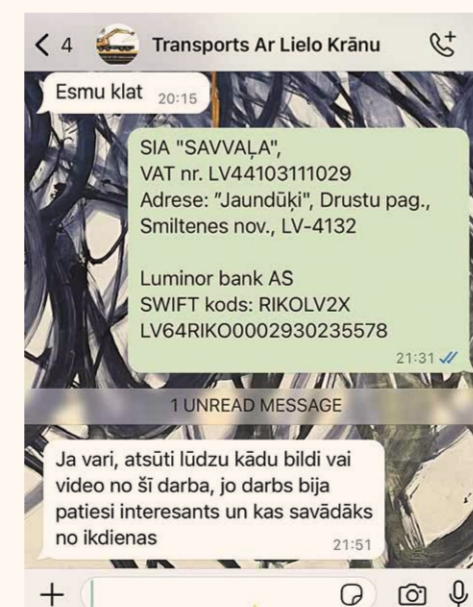 4 Transports Ar Lielo Krānu
Esmu klat 20:15
SIA "SAVVAĻA",
VAT nr. LV44103111029
Adrese: "Jaundūķi", Drustu pag.,
Smiltenes nov., LV-4132
Luminor bank AS
SWIFT kods: RIKOLV2X
LV64RIKO0002930235578
21:31
1 UNREAD MESSAGE
Ja vari, atsūti lūdzu kādu bildi vai
video no šī darba, jo darbs bija
patiesi interesants un kas savādāks
no ikdienas
21:51